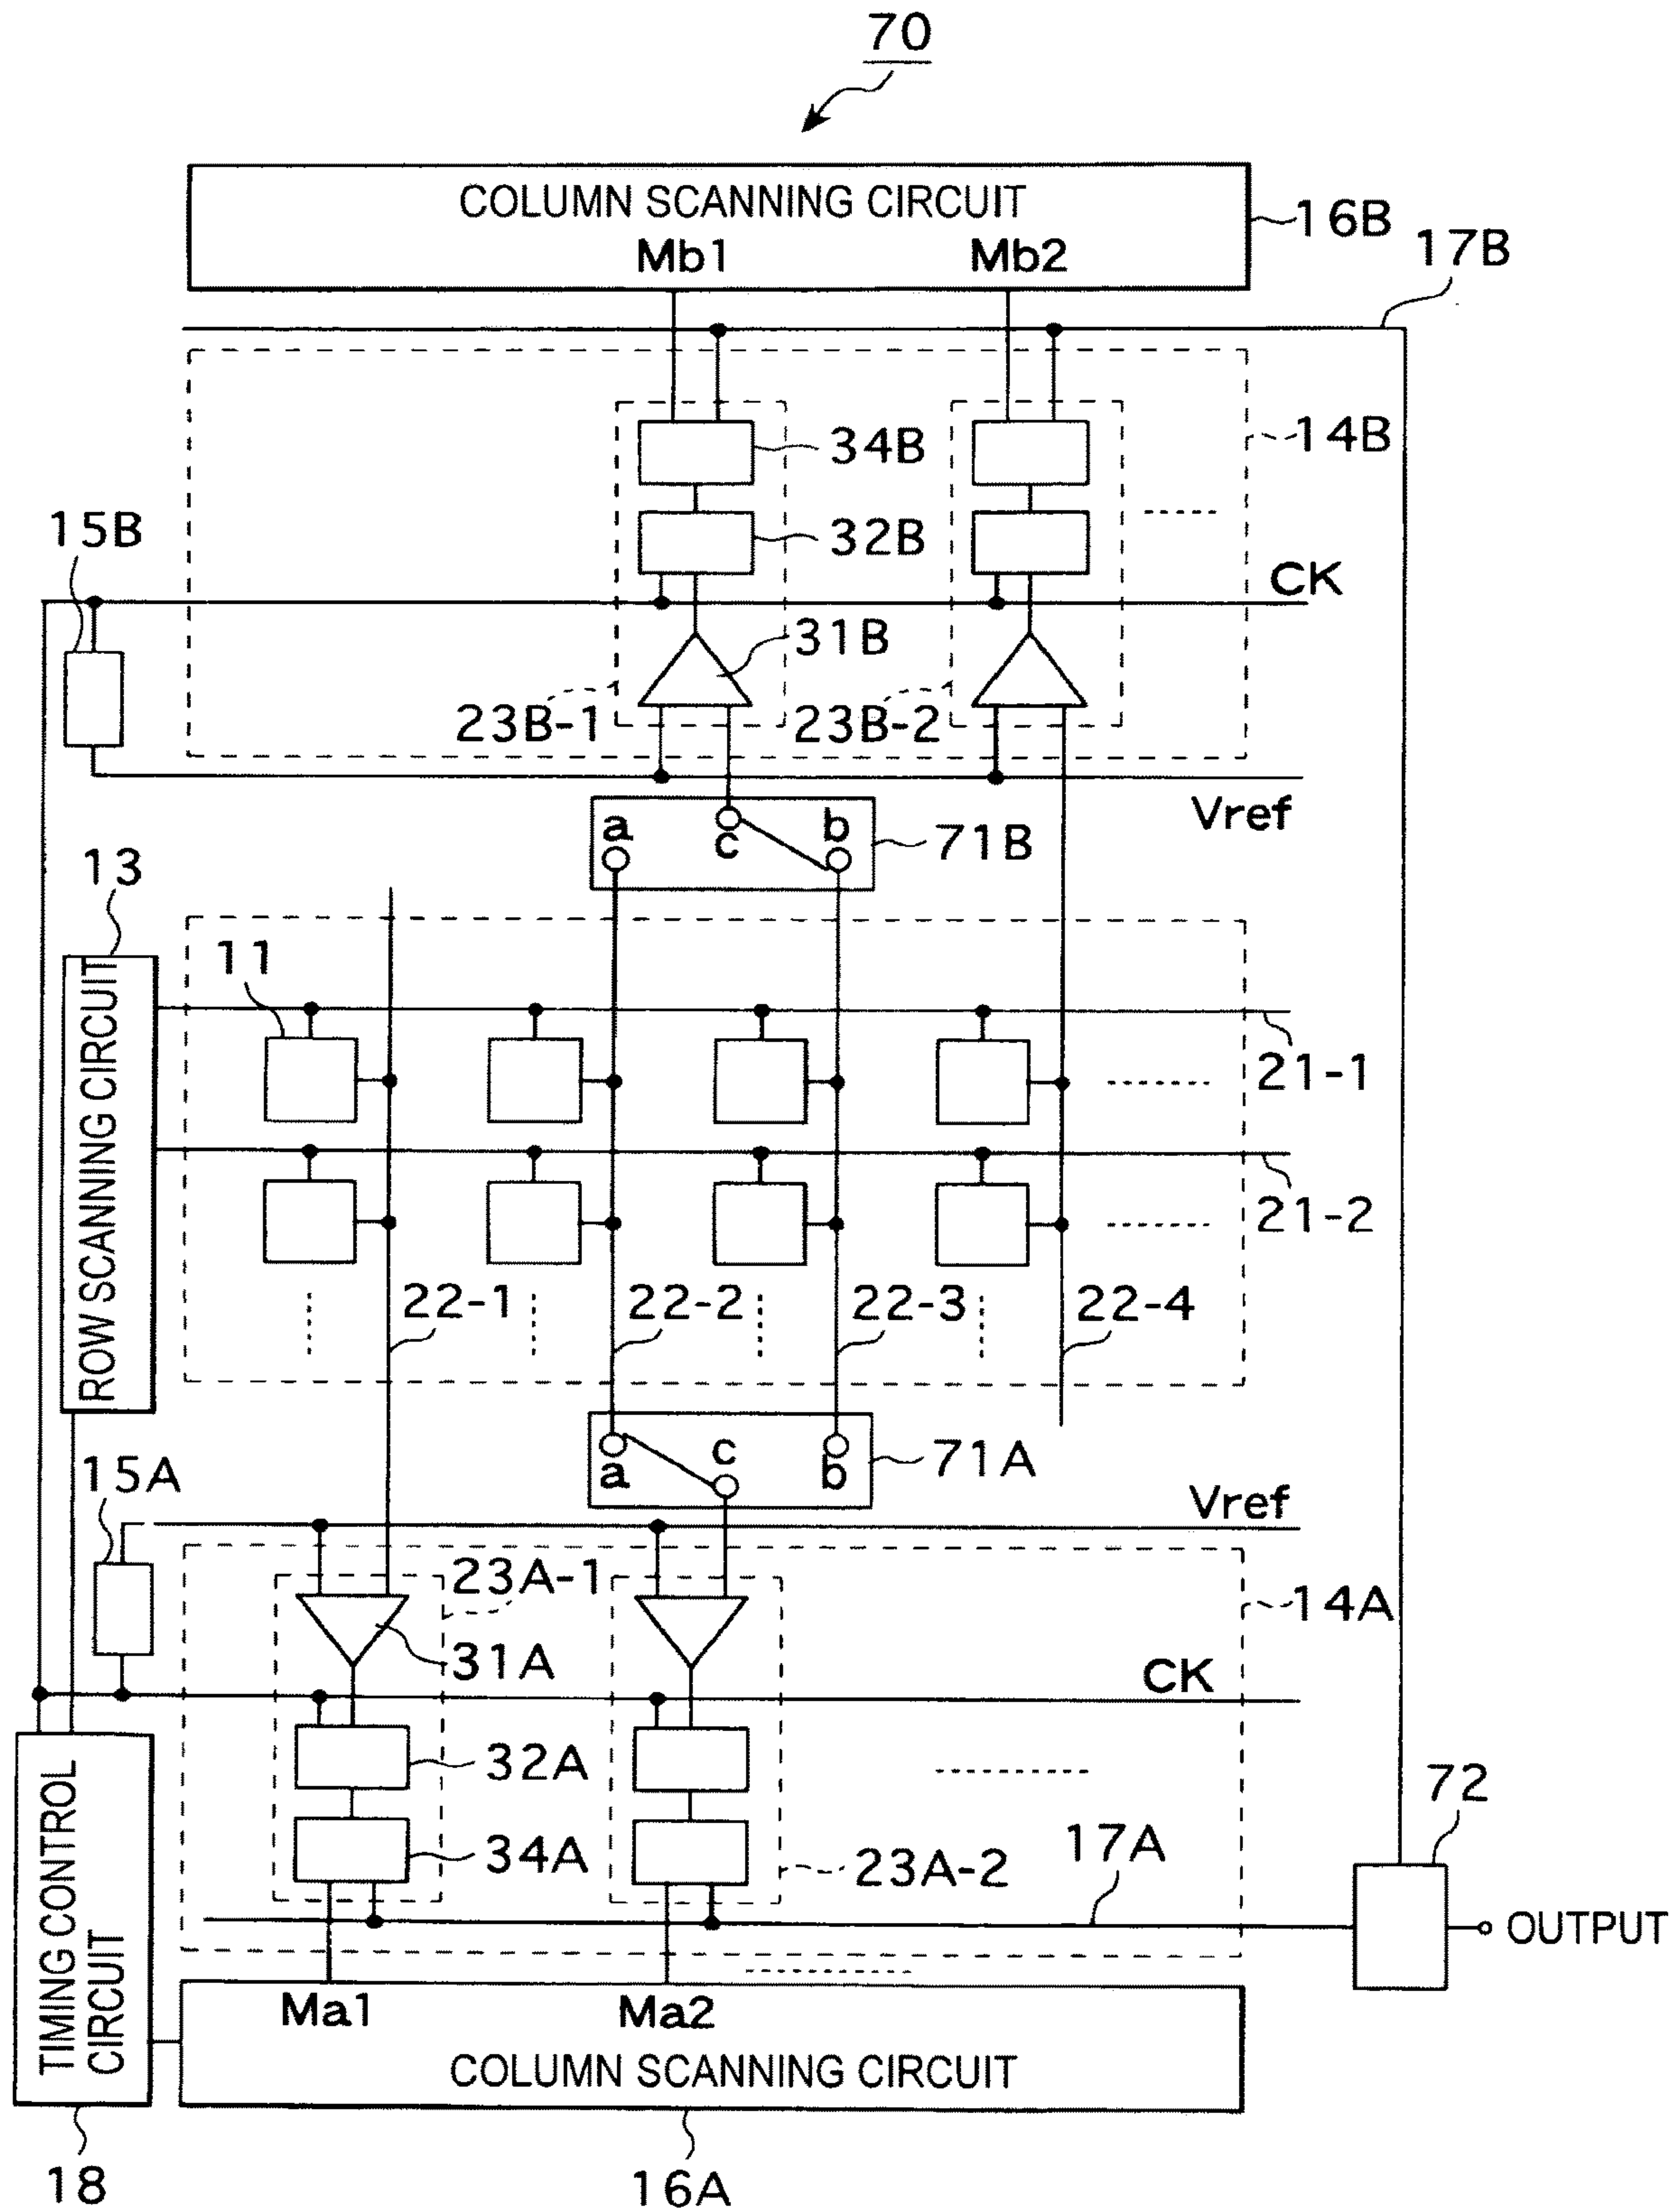 70
COLUMN SCANNING CIRCUIT
Mb1 Mb2
16B
17B
34B
14B
15B
32B
CK
31B
23B-1 23B-2
Vref
a c b
71B
13
11
ROW SCANNING CIRCUIT
21-1
21-2
22-1 22-2 22-3 22-4
15A
a c b
71A
Vref
23A-1
14A
31A
CK
32A
72
34A
23A-2
17A
OUTPUT
TIMING CONTROL
CIRCUIT
Ma1 Ma2
COLUMN SCANNING CIRCUIT
18
16A